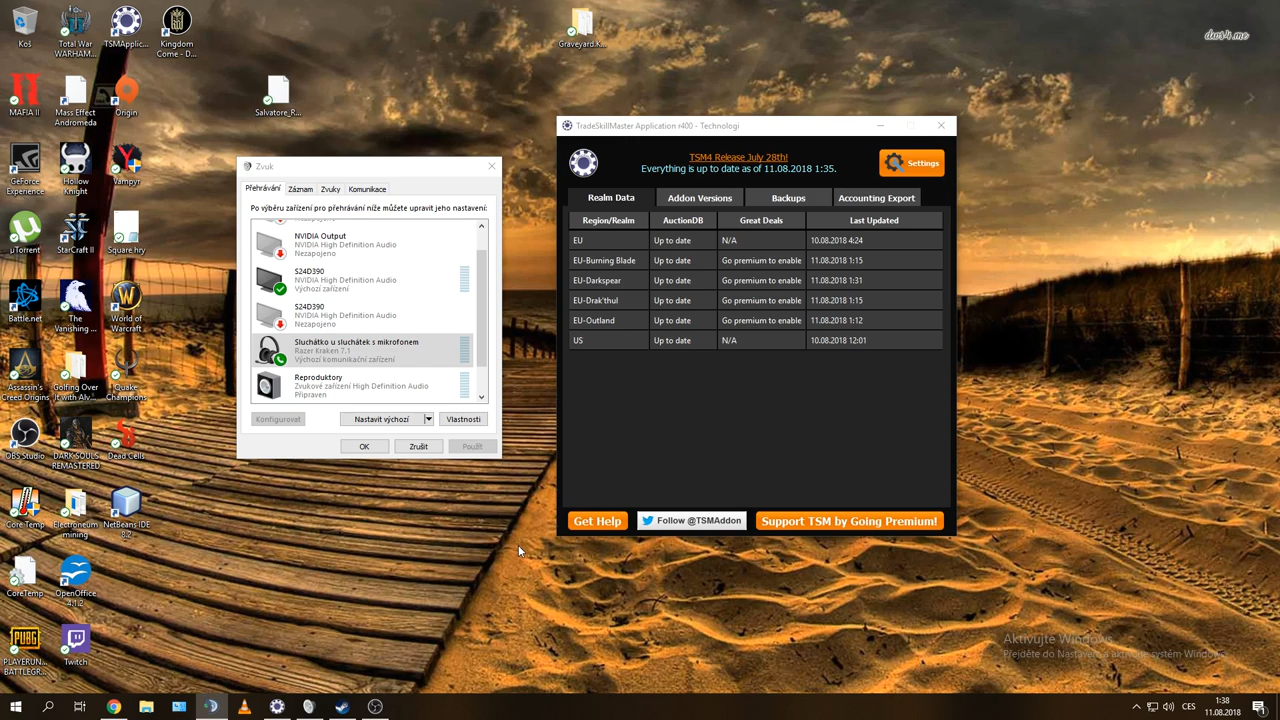 Koš
Total War
WARHAM...
TSMApplic...
Kingdom
Come - D...
MAFIA II
Mass Effect
Andromeda
Origin
GeForce
Experience
Hollow
Knight
Vampyr
µTorrent
StarCraft II
Square hry
Battle.net
The
Vanishing ...
World of
Warcraft
Assassin's
Creed Origins
Golfing Over
It with Alv...
Quake
Champions
OBS Studio
DARK SOULS
REMASTERED
Dead Cells
Core Temp
Electroneum
mining
NetBeans IDE
8.2
CoreTemp
OpenOffice
4.1.2
PLAYERUN...
BATTLEGR...
Twitch
Salvatore_R...
Graveyard.K...
dws4.me
Zvuk
Přehrávání
Záznam
Zvuky
Komunikace
Po výběru zařízení pro přehrávání níže můžete upravit jeho nastavení:
Nezapojeno
NVIDIA Output
NVIDIA High Definition Audio
Nezapojeno
S24D390
NVIDIA High Definition Audio
Výchozí zařízení
S24D390
NVIDIA High Definition Audio
Nezapojeno
Sluchátko u sluchátek s mikrofonem
Razer Kraken 7.1
Výchozí komunikační zařízení
Reproduktory
Zvukové zařízení High Definition Audio
Připraven
Konfigurovat
Nastavit výchozí
Vlastnosti
OK
Zrušit
Použít
TradeSkillMaster Application r400 - Technologi
TSM4 Release July 28th!
Everything is up to date as of 11.08.2018 1:35.
Settings
Realm Data
Addon Versions
Backups
Accounting Export
Region/Realm AuctionDB Great Deals Last Updated
EU Up to date N/A 10.08.2018 4:24
EU-Burning Blade Up to date Go premium to enable 11.08.2018 1:15
EU-Darkspear Up to date Go premium to enable 11.08.2018 1:31
EU-Drak'thul Up to date Go premium to enable 11.08.2018 1:15
EU-Outland Up to date Go premium to enable 11.08.2018 1:12
US Up to date N/A 10.08.2018 12:01
Get Help
Follow @TSMAddon
Support TSM by Going Premium!
Aktivujte Windows
Přejděte do Nastavení a aktivujte systém Windows.
CES
1:38
11.08.2018
1